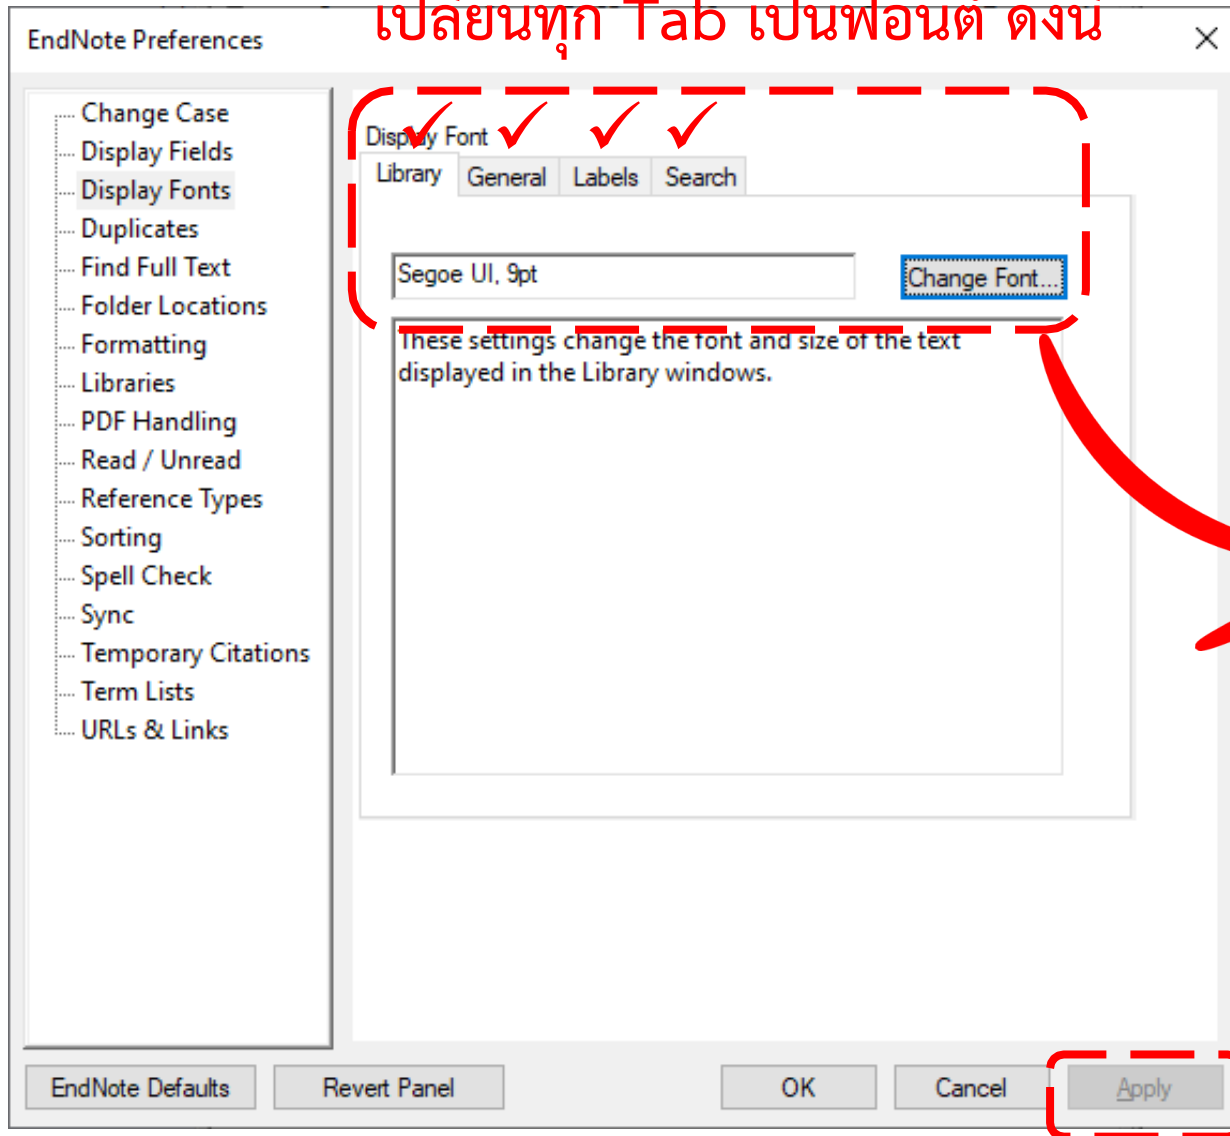 เปลี่ยนทุก Tab เป็นฟอนต์ ดังนี้
EndNote Preferences
Change Case
Display Fields
Display Fonts
Duplicates
Find Full Text
Folder Locations
Formatting
Libraries
PDF Handling
Read / Unread
Reference Types
Sorting
Spell Check
Sync
Temporary Citations
Term Lists
URLs & Links
Display Font
Library General Labels Search
Segoe UI, 9pt
Change Font...
These settings change the font and size of the text
displayed in the Library windows.
EndNote Defaults Revert Panel OK Cancel Apply